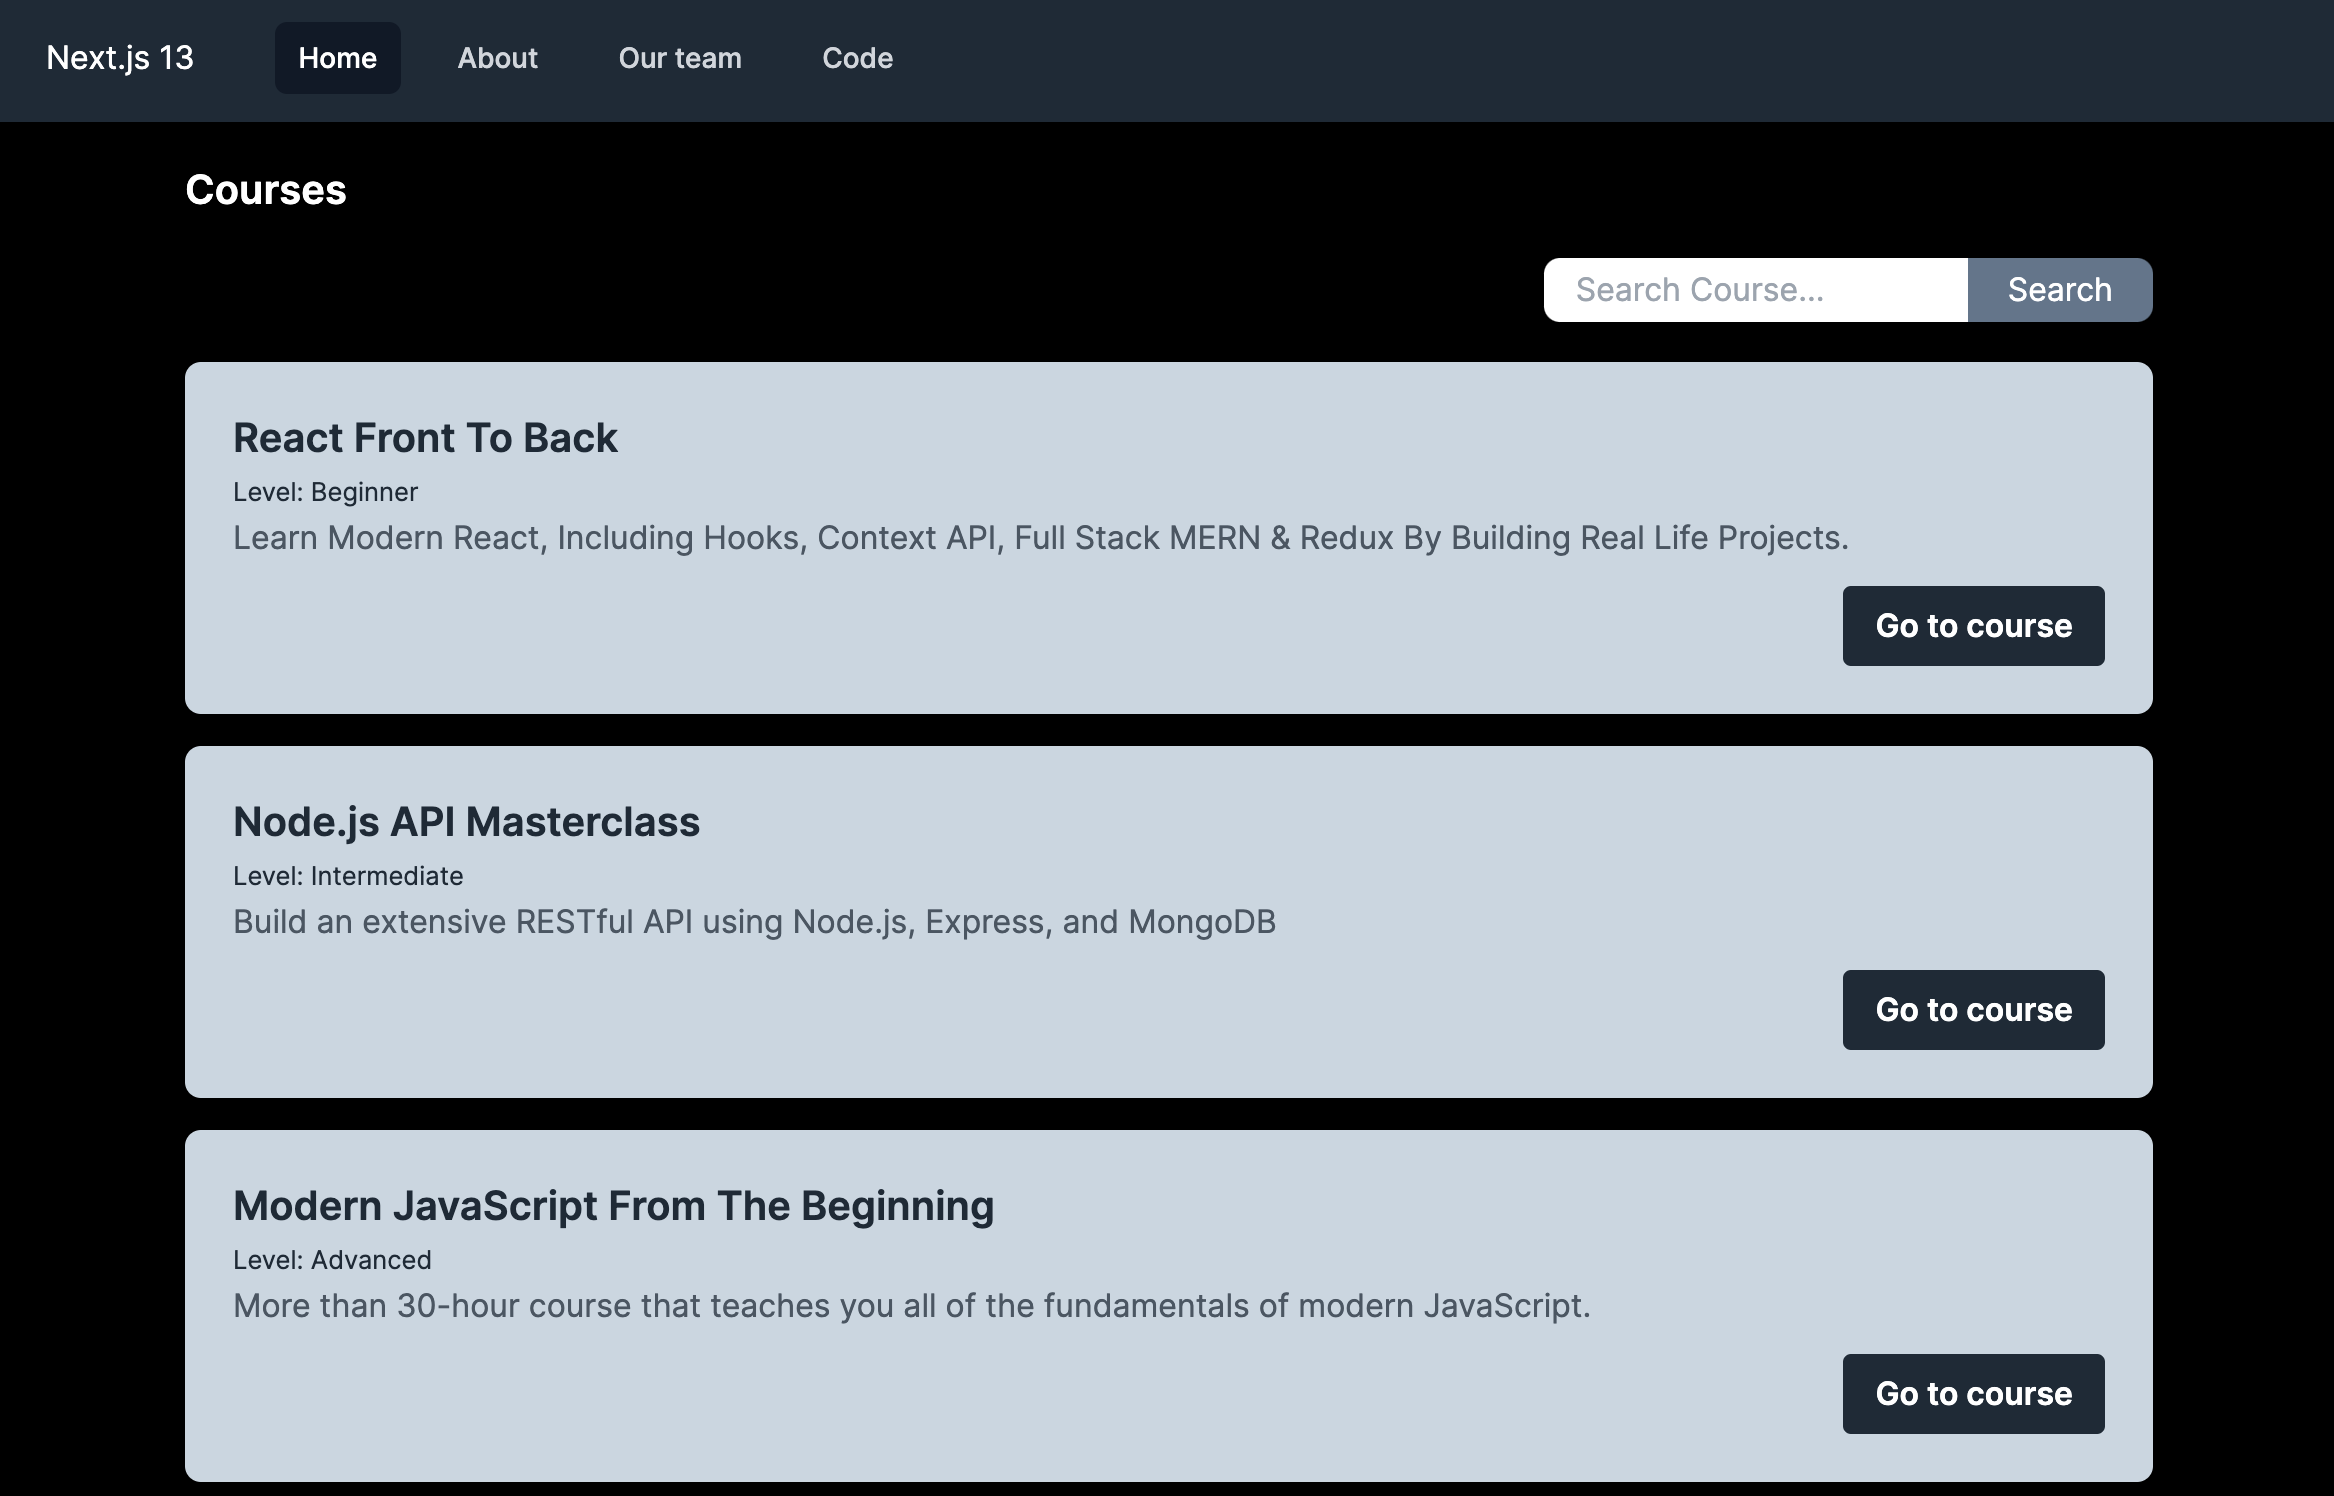 Next.js 13
Home
About
Our team
Code
Courses
Search Course...
Search
React Front To Back
Level: Beginner
Learn Modern React, Including Hooks, Context API, Full Stack MERN & Redux By Building Real Life Projects.
Go to course
Node.js API Masterclass
Level: Intermediate
Build an extensive RESTful API using Node.js, Express, and MongoDB
Go to course
Modern JavaScript From The Beginning
Level: Advanced
More than 30-hour course that teaches you all of the fundamentals of modern JavaScript.
Go to course